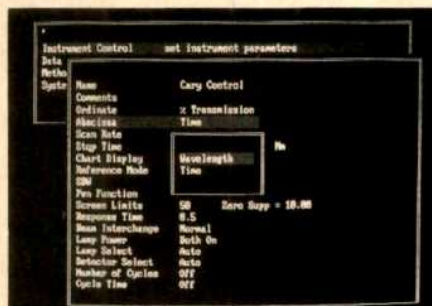 Instrument Control set instrument parameters
Data
Metho
Syste
Name Cary Control
Comments
Ordinate % Transmission
Abscissa Time
Scan Rate
Stop Time
Chart Display Wavelength
Reference Mode Time
SBW
Pen Function
Screen Limits 50 Zero Supp = 10.00
Response Time 0.5
Beam Interchange Normal
Lamp Power Both On
Lamp Select Auto
Detector Select Auto
Number of Cycles Off
Cycle Time Off